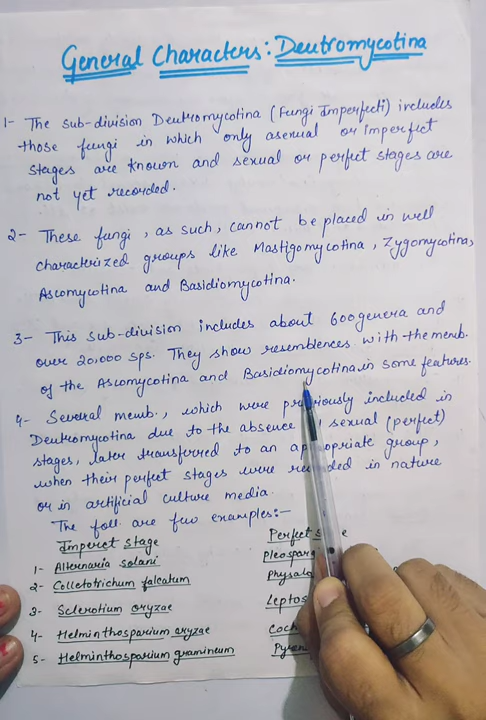 General Characters: Deutromycotina
1- The sub-division Deutromycotina (Fungi Imperfecti) includes
those fungi in which only asexual or imperfect
stages are known and sexual or perfect stages are
not yet recorded.
2- These fungi, as such, cannot be placed in well
characterized groups like Mastigomycotina, Zygomycotina,
Ascomycotina and Basidiomycotina.
3- This sub-division includes about 600 genera and
over 20,000 sps. They show resemblences with the memb.
of the Ascomycotina and Basidiomycotina in some features.
4- Several memb., which were previously included in
Deutromycotina due to the absence sexual (perfect)
stages, later transferred to an appropriate group,
when their perfect stages were recorded in nature
or in artificial culture media.
The foll. are few examples:-
Imperct stage Perfect
1- Alternaria solani
2- Colletotrichum falcatum
3- Sclerotium oryzae
4- Helminthosparium oryzae
5- Helminthosparium gramineum